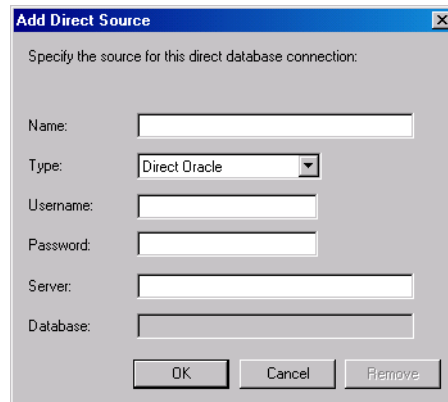 Add Direct Source
Specify the source for this direct database connection:
Name:
Type:
Direct Oracle
Username:
Password:
Server:
Database:
OK
Cancel
Remove